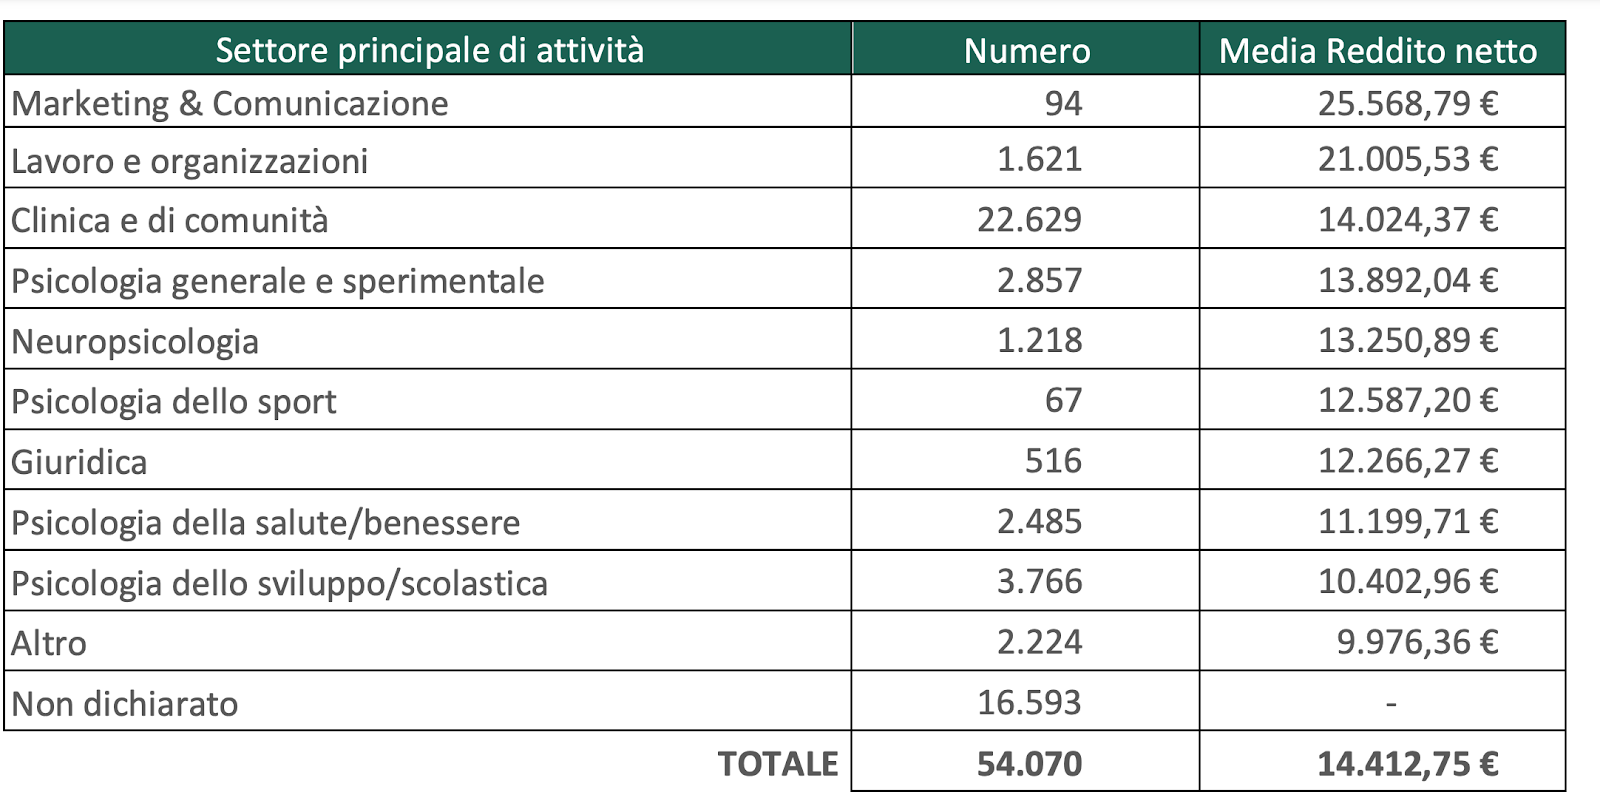 Settore principale di attività Numero Media Reddito netto
Marketing & Comunicazione 94 25.568,79 €
Lavoro e organizzazioni 1.621 21.005,53 €
Clinica e di comunità 22.629 14.024,37 €
Psicologia generale e sperimentale 2.857 13.892,04 €
Neuropsicologia 1.218 13.250,89 €
Psicologia dello sport 67 12.587,20 €
Giuridica 516 12.266,27 €
Psicologia della salute/benessere 2.485 11.199,71 €
Psicologia dello sviluppo/scolastica 3.766 10.402,96 €
Altro 2.224 9.976,36 €
Non dichiarato 16.593 -
TOTALE 54.070 14.412,75 €